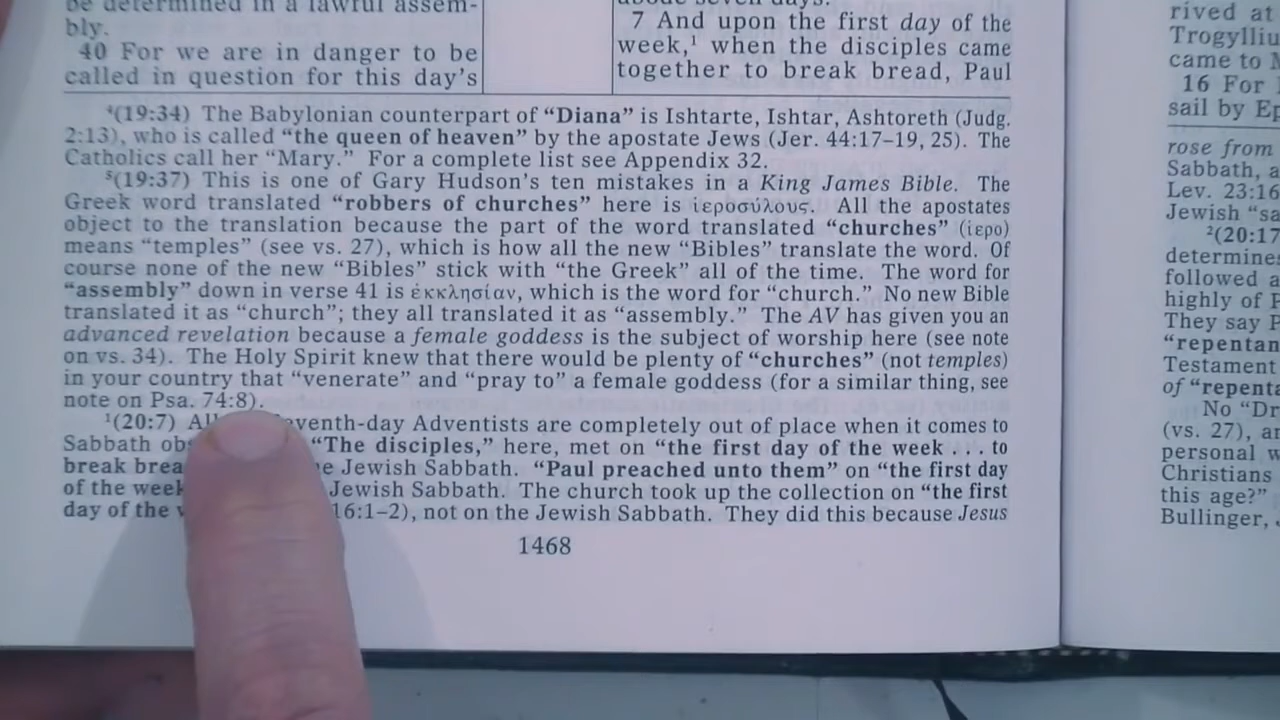 be determined in a lawful assem-
bly.
40 For we are in danger to be
called in question for this day's
7 And upon the first day of the
week,¹ when the disciples came
together to break bread, Paul
⁴(19:34) The Babylonian counterpart of “Diana” is Ishtarte, Ishtar, Ashtoreth (Judg.
2:13), who is called “the queen of heaven” by the apostate Jews (Jer. 44:17–19, 25). The
Catholics call her “Mary.” For a complete list see Appendix 32.
⁵(19:37) This is one of Gary Hudson’s ten mistakes in a King James Bible. The
Greek word translated “robbers of churches” here is ἱεροσύλους. All the apostates
object to the translation because the part of the word translated “churches” (ἱερο)
means “temples” (see vs. 27), which is how all the new “Bibles” translate the word. Of
course none of the new “Bibles” stick with “the Greek” all of the time. The word for
“assembly” down in verse 41 is ἐκκλησίαν, which is the word for “church.” No new Bible
translated it as “church”; they all translated it as “assembly.” The AV has given you an
advanced revelation because a female goddess is the subject of worship here (see note
on vs. 34). The Holy Spirit knew that there would be plenty of “churches” (not temples)
in your country that “venerate” and “pray to” a female goddess (for a similar thing, see
note on Psa. 74:8).
¹(20:7) All Seventh-day Adventists are completely out of place when it comes to
Sabbath “The disciples,” here, met on “the first day of the week . . . to
break Jewish Sabbath. “Paul preached unto them” on “the first day
of the week Jewish Sabbath. The church took up the collection on “the first
day of the 16:1–2), not on the Jewish Sabbath. They did this because Jesus
1468
rived at
came to
16 For
sail by
rose from
Sabbath, a
Lev. 23:16
Jewish
²(20:17
determines
followed a
highly of
They say
Testament
of
No
(vs. 27),
personal
Christians
this age?”
Bullinger,